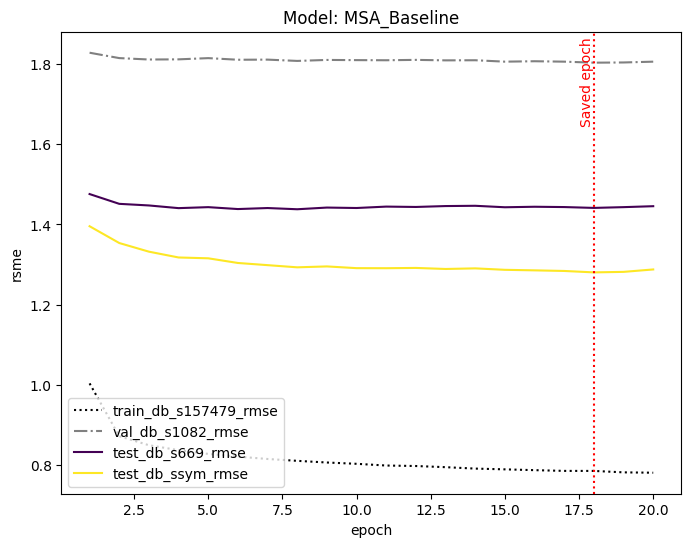 Model: MSA_Baseline
1.8
1.6
1.4
1.2
1.0
0.8
rsme
Saved epoch
train_db_s157479_rmse
val_db_s1082_rmse
test_db_s669_rmse
test_db_ssym_rmse
2.5 5.0 7.5 10.0 12.5 15.0 17.5 20.0
epoch